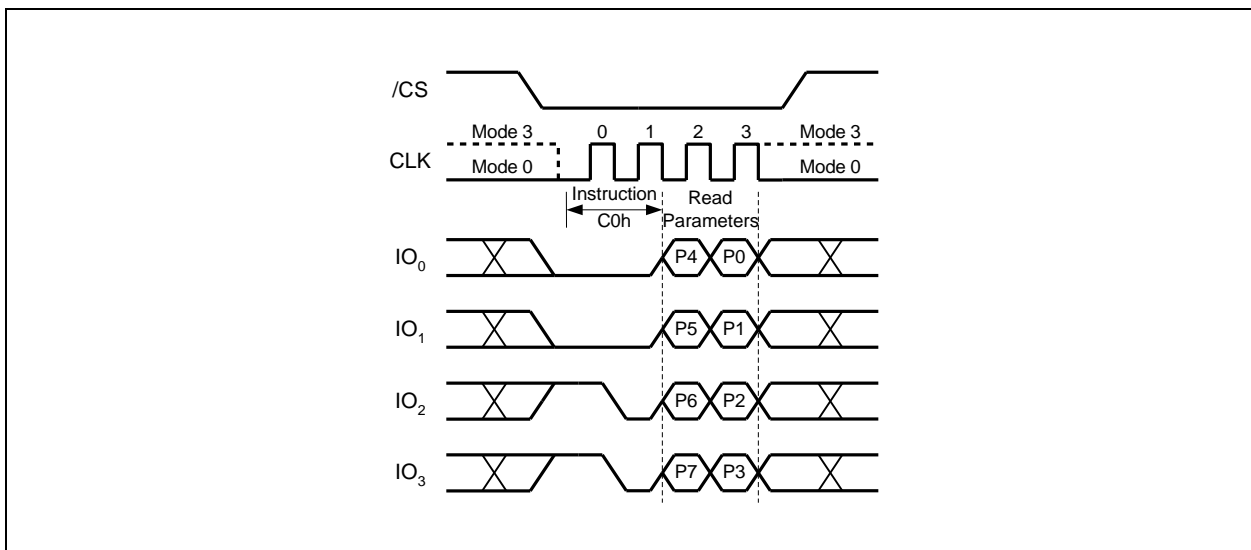 /CS
Mode 3 0 1 2 3 Mode 3
CLK Mode 0 Mode 0
Instruction Read
C0h Parameters
IO0 P4 P0
IO1 P5 P1
IO2 P6 P2
IO3 P7 P3